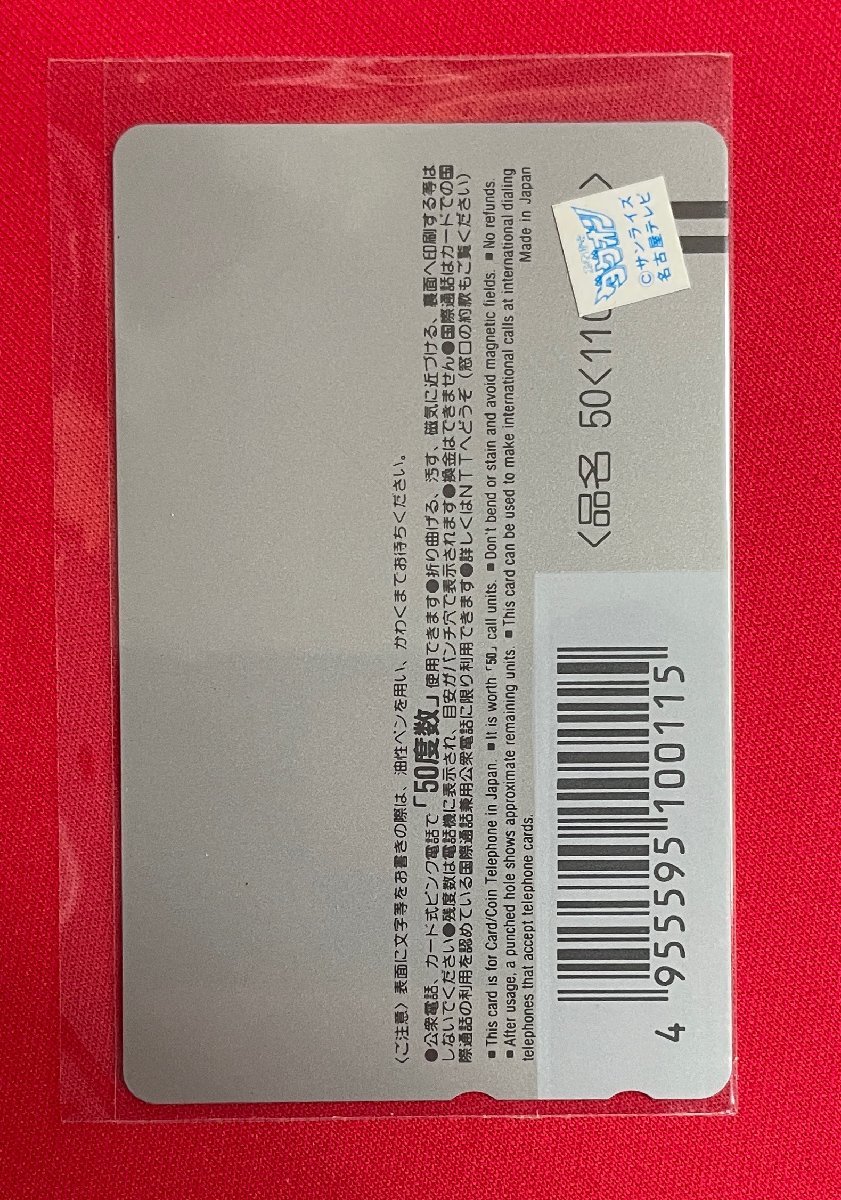 〈ご注意〉表面に文字等をお書きの際は、油性ペンを用い、かわくまでお待ちください。
●公衆電話、カード式ピンク電話で「50度数」使用できます●折り曲げる、汚す、磁気に近づける、裏面へ印刷する等は
しないでください●残度数は電話機に表示され、目安がパンチ穴で表示されます●換金はできません●国際通話はカードでの国
際通話の利用を認めている国際通話兼用公衆電話に限り利用できます●詳しくはNTTへどうぞ(窓口の約款もご覧ください)
■This card is for Card/Coin Telephone in Japan. ■It is worth「50」call units. ■Don't bend or stain and avoid magnetic fields. ■No refunds.
■After usage, a punched hole shows approximate remaining units. ■This card can be used to make international calls at international dialing
telephones that accept telephone cards.
Made in Japan
〈品名 50〈110 〉
©サンライズ
名古屋テレビ
4 955595 100115